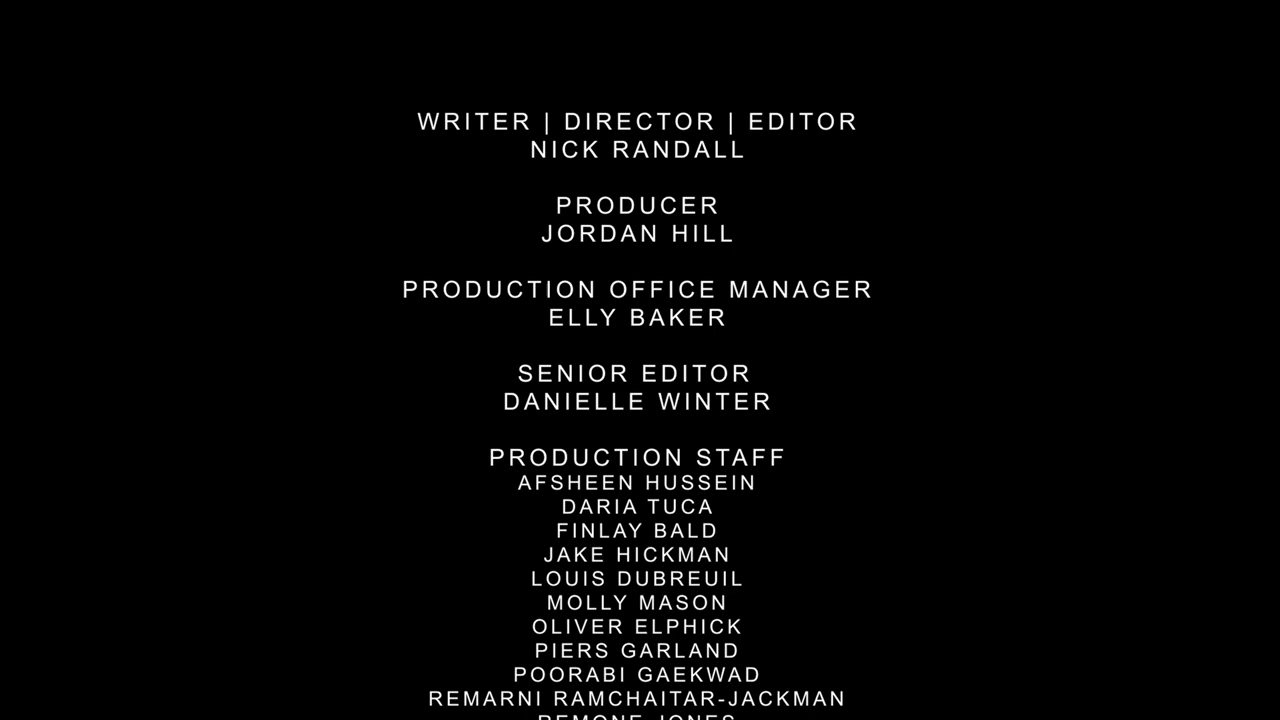 WRITER | DIRECTOR | EDITOR
NICK RANDALL
PRODUCER
JORDAN HILL
PRODUCTION OFFICE MANAGER
ELLY BAKER
SENIOR EDITOR
DANIELLE WINTER
PRODUCTION STAFF
AFSHEEN HUSSEIN
DARIA TUCA
FINLAY BALD
JAKE HICKMAN
LOUIS DUBREUIL
MOLLY MASON
OLIVER ELPHICK
PIERS GARLAND
POORABI GAEKWAD
REMARNI RAMCHAITAR-JACKMAN